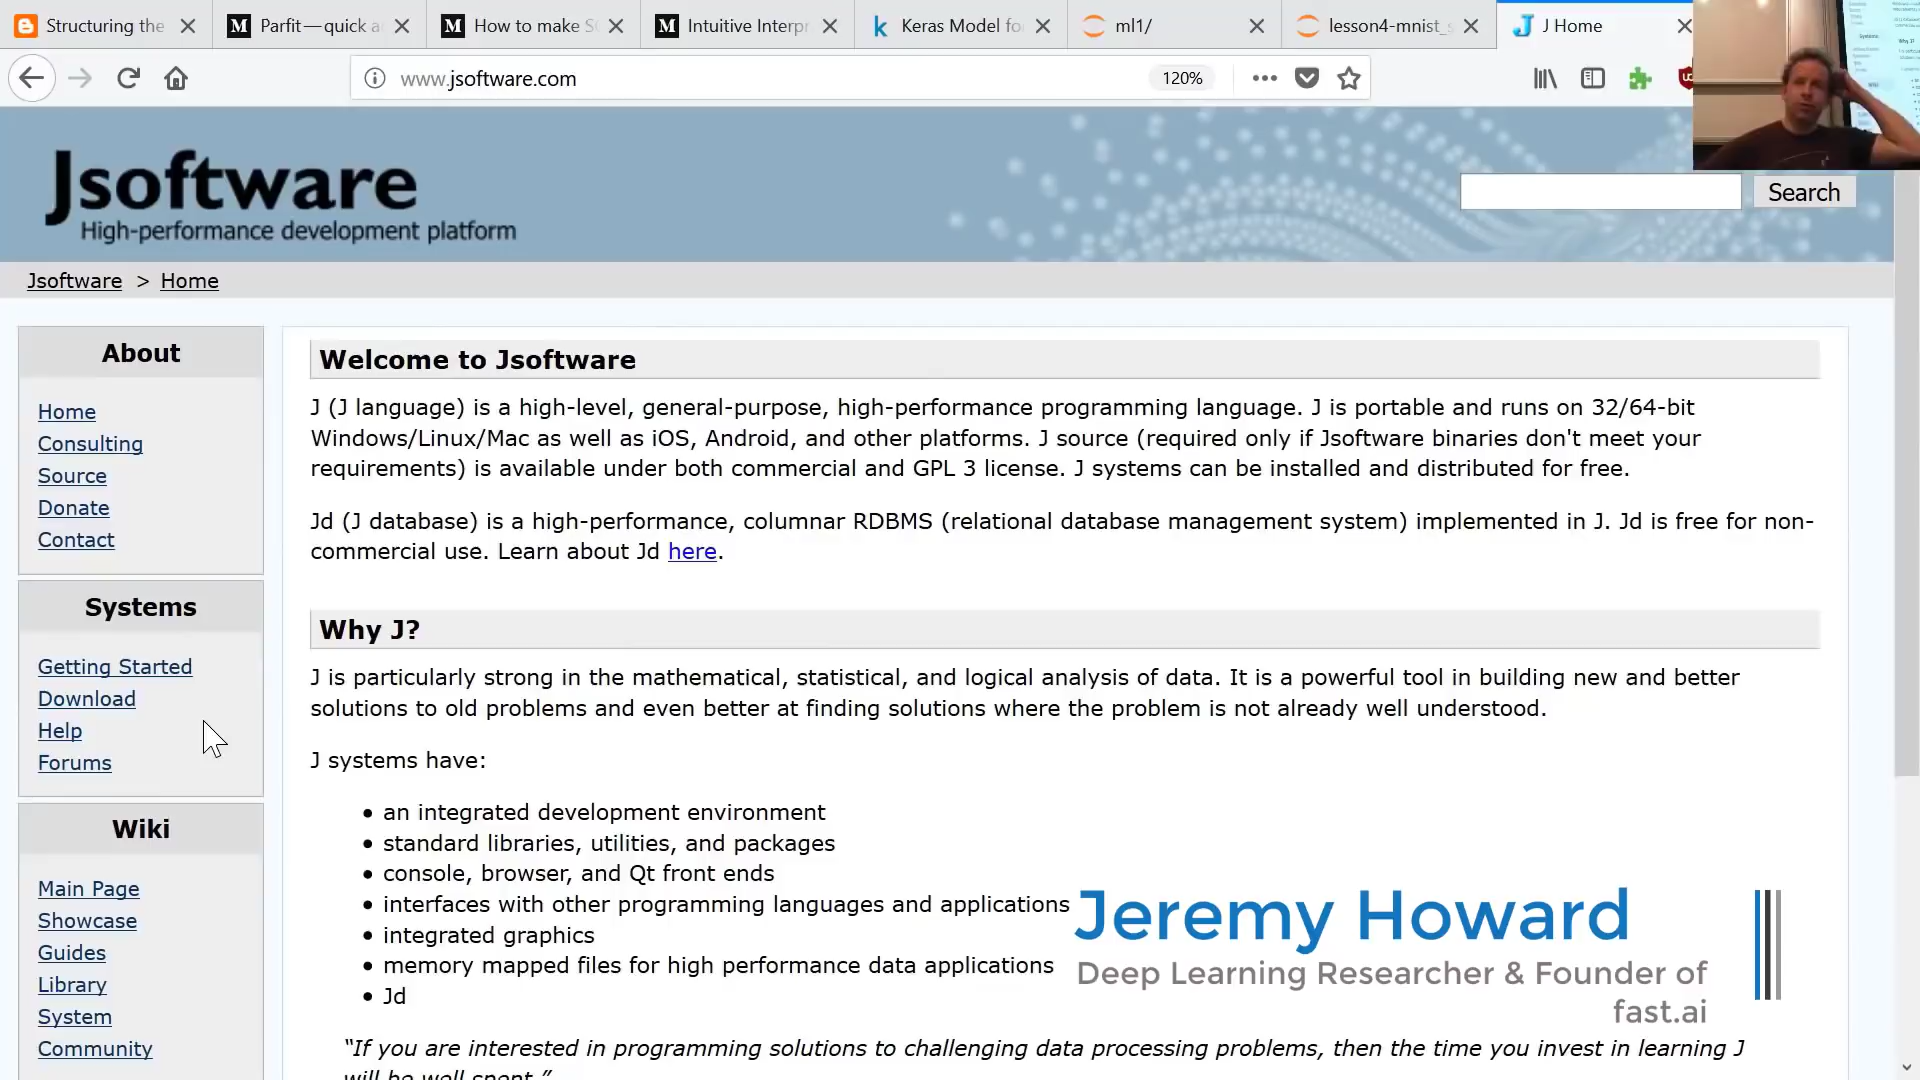 Structuring the
Parfit — quick a
How to make S
Intuitive Interpr
Keras Model fo
ml1/
lesson4-mnist_s
J Home
www.jsoftware.com
120%
Jsoftware
High-performance development platform
Search
Jsoftware > Home
About
Home
Consulting
Source
Donate
Contact
Systems
Getting Started
Download
Help
Forums
Wiki
Main Page
Showcase
Guides
Library
System
Community
Welcome to Jsoftware
J (J language) is a high-level, general-purpose, high-performance programming language. J is portable and runs on 32/64-bit
Windows/Linux/Mac as well as iOS, Android, and other platforms. J source (required only if Jsoftware binaries don't meet your
requirements) is available under both commercial and GPL 3 license. J systems can be installed and distributed for free.
Jd (J database) is a high-performance, columnar RDBMS (relational database management system) implemented in J. Jd is free for non-
commercial use. Learn about Jd here.
Why J?
J is particularly strong in the mathematical, statistical, and logical analysis of data. It is a powerful tool in building new and better
solutions to old problems and even better at finding solutions where the problem is not already well understood.
J systems have:
• an integrated development environment
• standard libraries, utilities, and packages
• console, browser, and Qt front ends
• interfaces with other programming languages and applications
• integrated graphics
• memory mapped files for high performance data applications
• Jd
"If you are interested in programming solutions to challenging data processing problems, then the time you invest in learning J
will be well spent."
Jeremy Howard
Deep Learning Researcher & Founder of
fast.ai